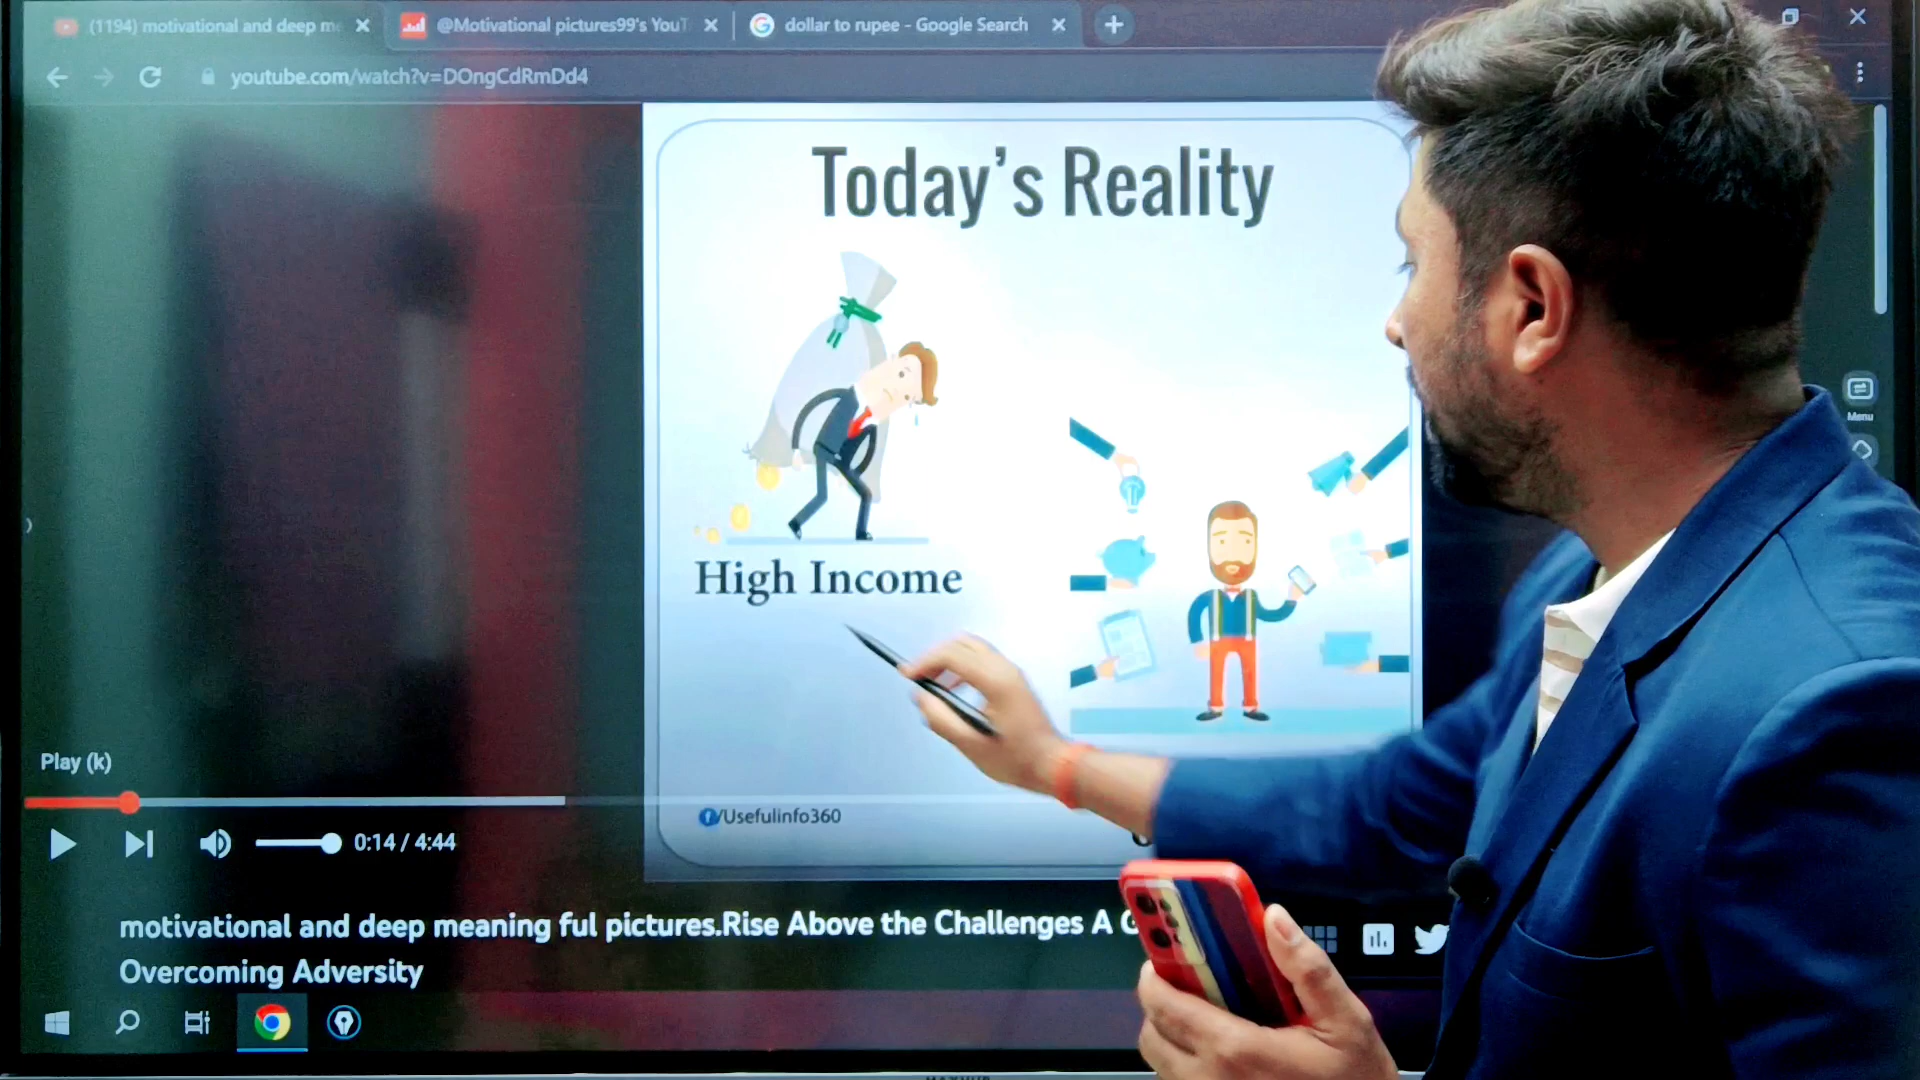 (1194) motivational and deep me
@Motivational pictures99's YouT
dollar to rupee - Google Search
youtube.com/watch?v=DOngCdRmDd4
Today's Reality
Menu
High Income
Play (k)
f/Usefulinfo360
0:14 / 4:44
motivational and deep meaning ful pictures.Rise Above the Challenges A G
Overcoming Adversity